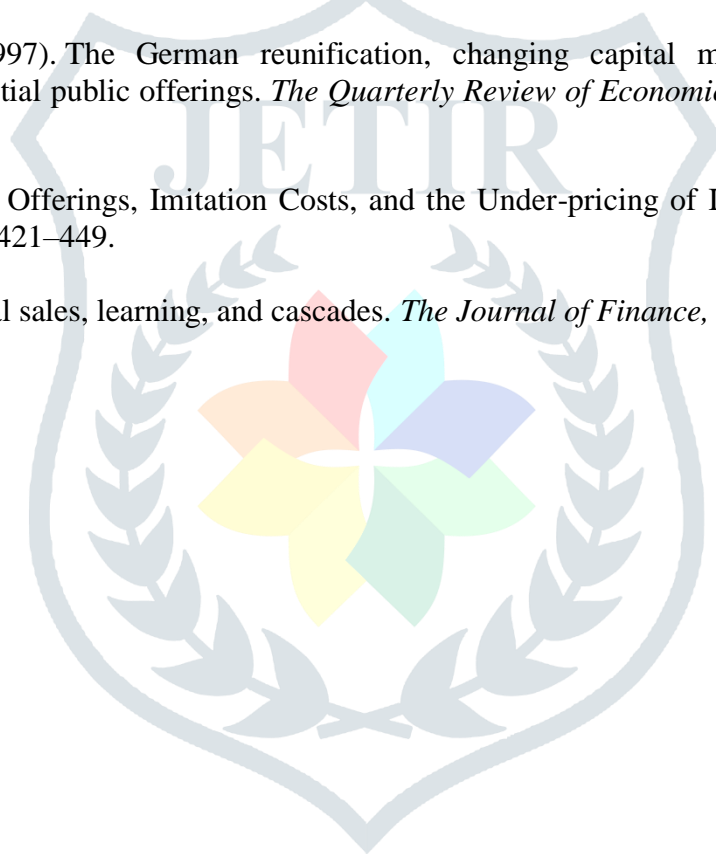 997). The German reunification, changing capital m
tial public offerings. The Quarterly Review of Economic
JETIR
Offerings, Imitation Costs, and the Under-pricing of I
421–449.
l sales, learning, and cascades. The Journal of Finance,